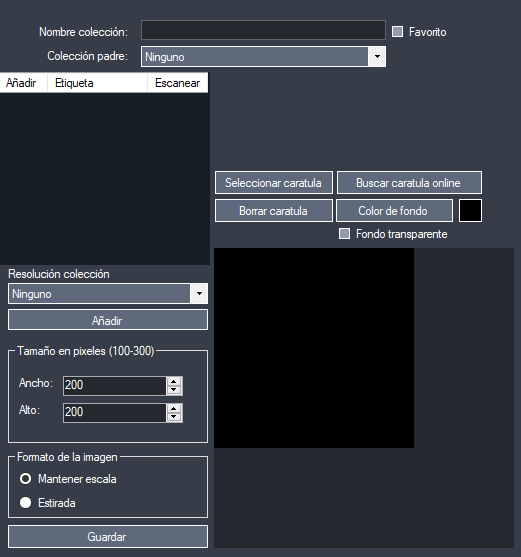 Nombre colección:
Favorito
Colección padre:
Ninguno
Añadir Etiqueta Escanear
Seleccionar caratula
Buscar caratula online
Borrar caratula
Color de fondo
Fondo transparente
Resolución colección
Ninguno
Añadir
Tamaño en pixeles (100-300)
Ancho: 200
Alto: 200
Formato de la imagen
Mantener escala
Estirada
Guardar